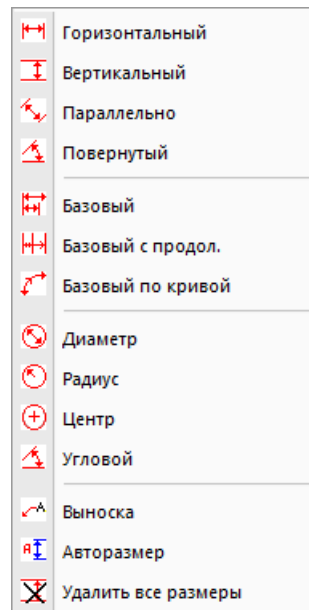 Горизонтальный
Вертикальный
Параллельно
Повернутый
Базовый
Базовый с продол.
Базовый по кривой
Диаметр
Радиус
Центр
Угловой
Выноска
Авторазмер
Удалить все размеры